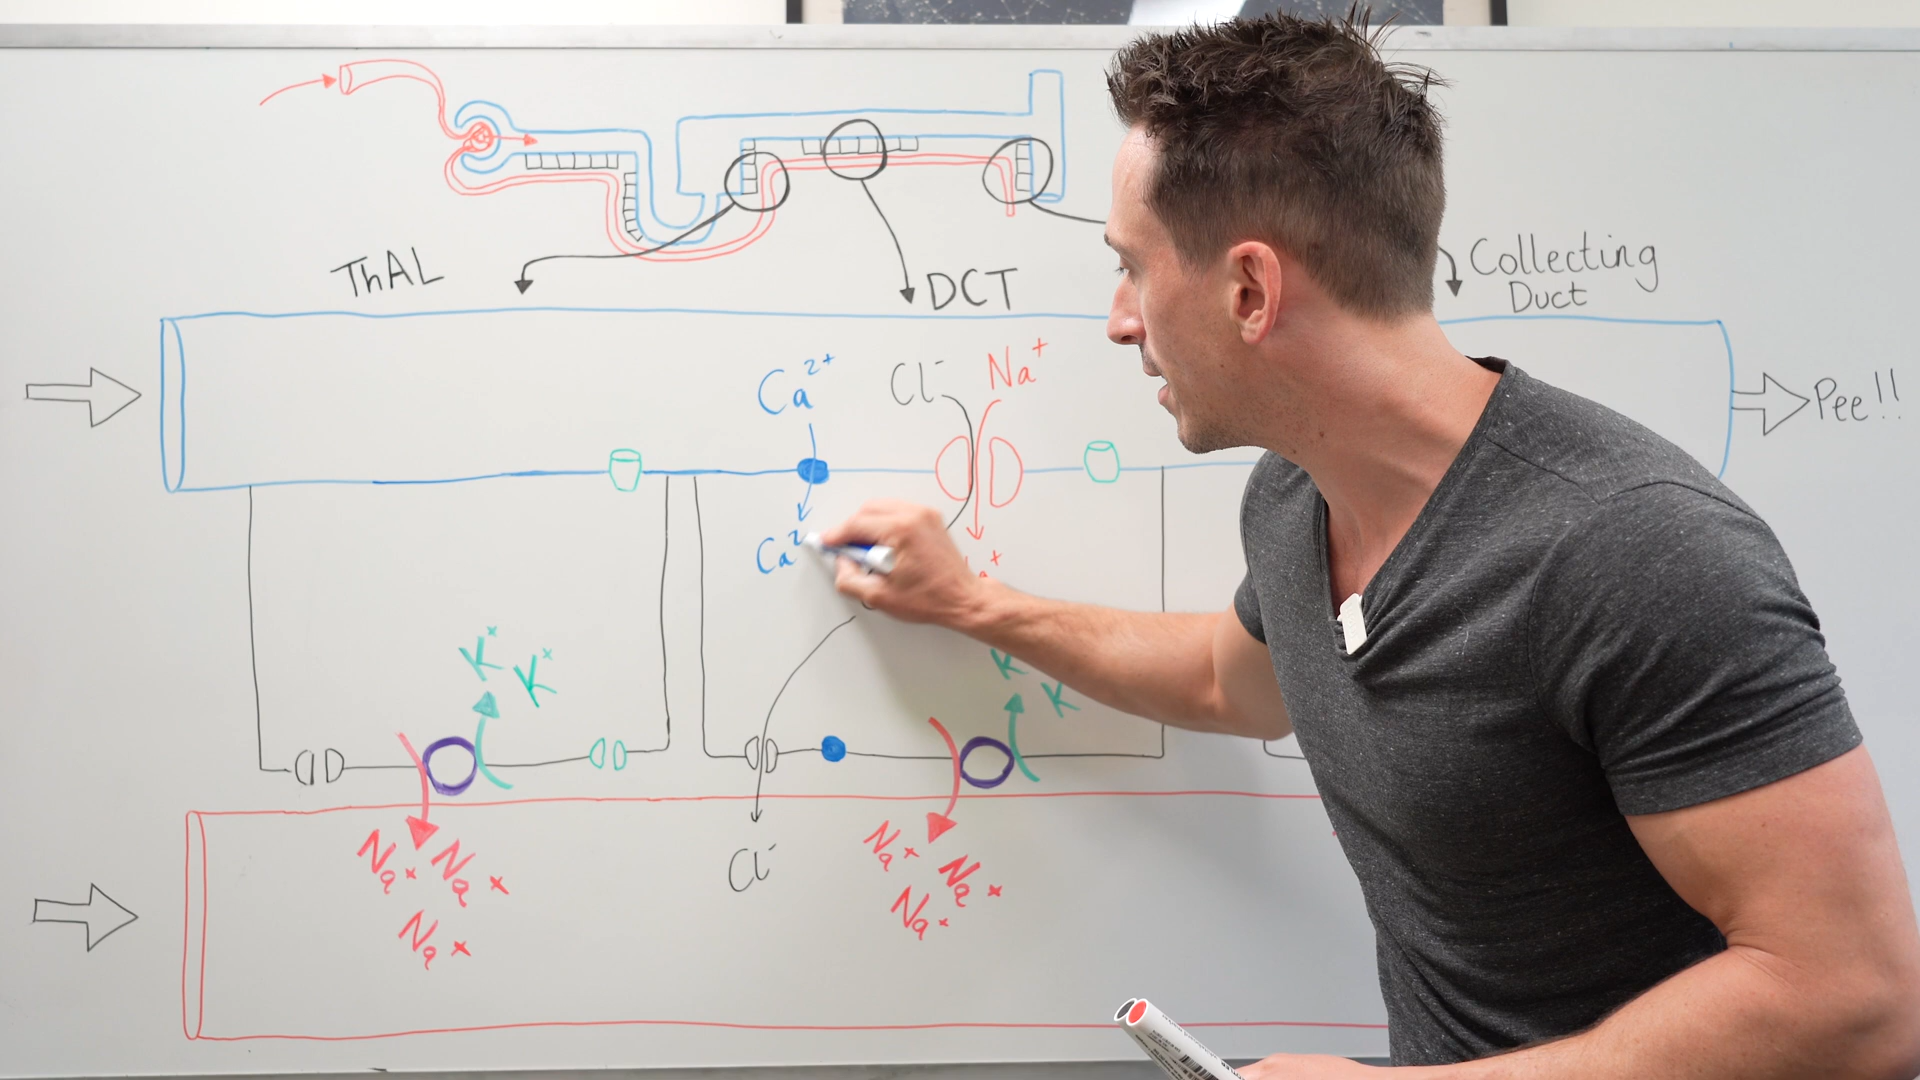 ThAL
DCT
Collecting
Duct
Ca²⁺
Cl⁻
Na⁺
Pee!!
Ca²
a⁺
K⁺
K⁺
K
K
Cl⁻
Na⁺
Na⁺
Na⁺
Na⁺
Na⁺
Na⁺